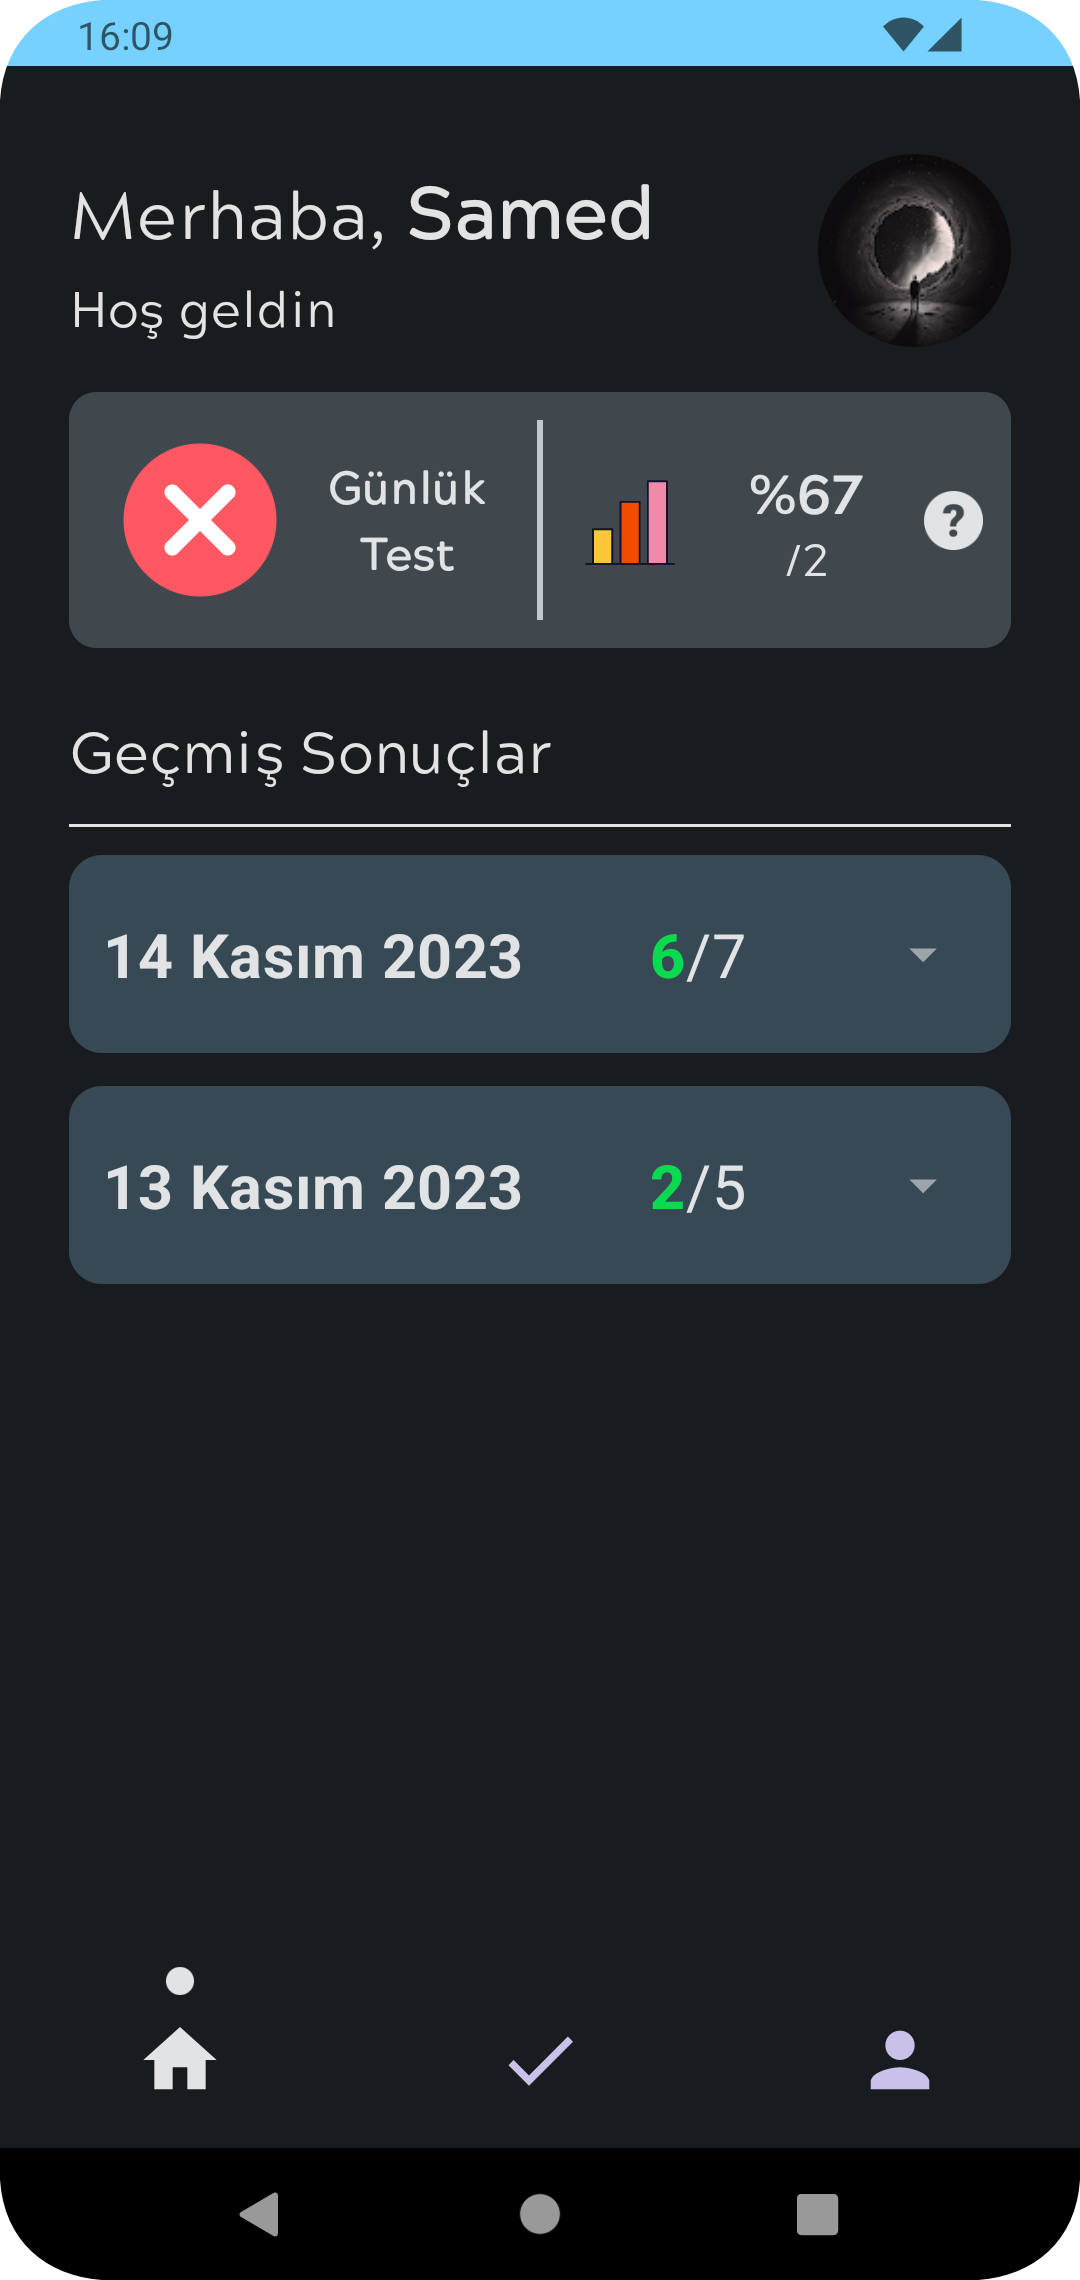 16:09
Merhaba, Samed
Hoş geldin
Günlük
Test
%67
/2
?
Geçmiş Sonuçlar
14 Kasım 2023 6/7
13 Kasım 2023 2/5